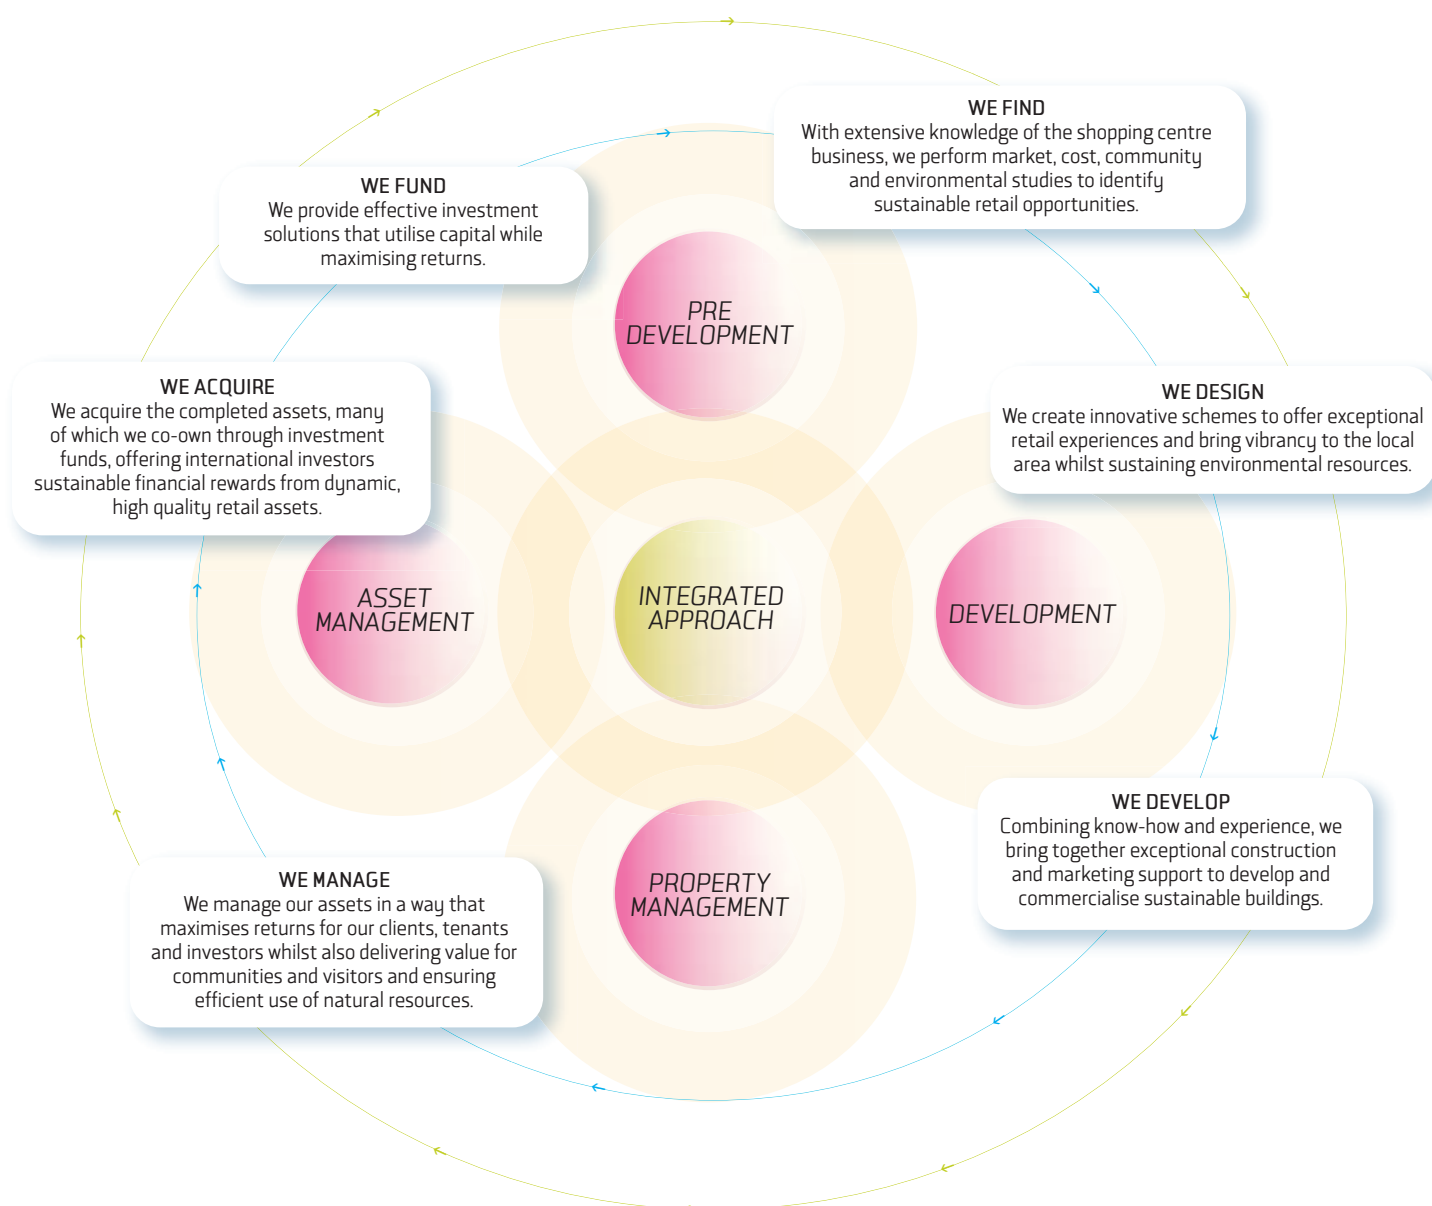 WE FIND
With extensive knowledge of the shopping centre
business, we perform market, cost, community
and environmental studies to identify
sustainable retail opportunities.
WE FUND
We provide effective investment
solutions that utilise capital while
maximising returns.
PRE
DEVELOPMENT
WE ACQUIRE
We acquire the completed assets, many
of which we co-own through investment
funds, offering international investors
sustainable financial rewards from dynamic,
high quality retail assets.
WE DESIGN
We create innovative schemes to offer exceptional
retail experiences and bring vibrancy to the local
area whilst sustaining environmental resources.
ASSET
MANAGEMENT
INTEGRATED
APPROACH
DEVELOPMENT
WE DEVELOP
Combining know-how and experience, we
bring together exceptional construction
and marketing support to develop and
commercialise sustainable buildings.
WE MANAGE
We manage our assets in a way that
maximises returns for our clients, tenants
and investors whilst also delivering value for
communities and visitors and ensuring
efficient use of natural resources.
PROPERTY
MANAGEMENT